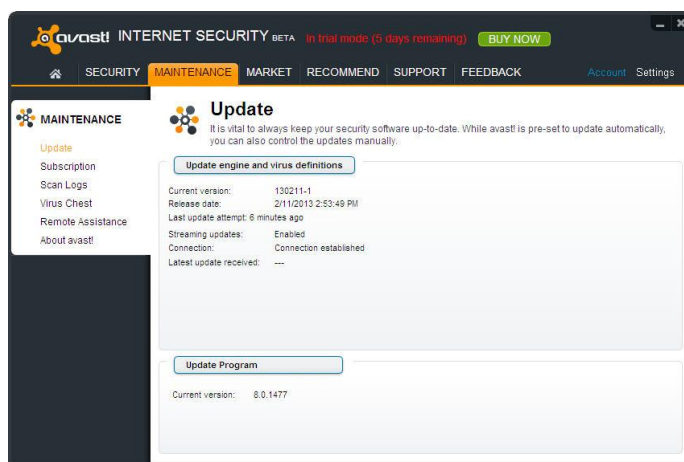 avast! INTERNET SECURITY BETA In trial mode (5 days remaining) BUY NOW
SECURITY MAINTENANCE MARKET RECOMMEND SUPPORT FEEDBACK Account Settings
MAINTENANCE
Update
Subscription
Scan Logs
Virus Chest
Remote Assistance
About avast!
Update
It is vital to always keep your security software up-to-date. While avast! is pre-set to update automatically,
you can also control the updates manually.
Update engine and virus definitions
Current version: 130211-1
Release date: 2/11/2013 2:53:49 PM
Last update attempt: 6 minutes ago
Streaming updates: Enabled
Connection: Connection established
Latest update received: ---
Update Program
Current version: 8.0.1477